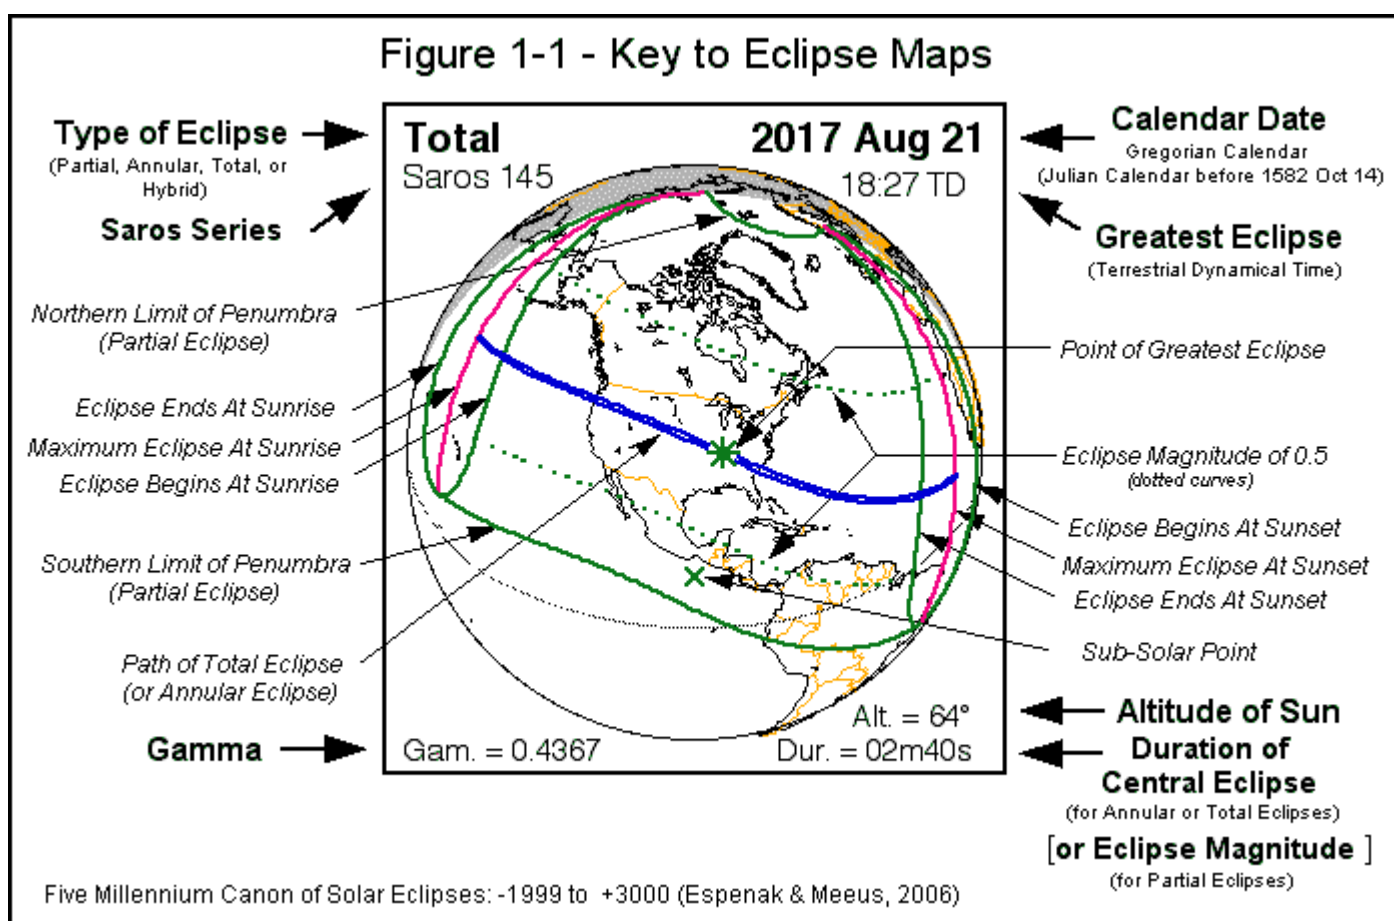 Figure 1-1 - Key to Eclipse Maps
Type of Eclipse
(Partial, Annular, Total, or
Hybrid)
Saros Series
Total
Saros 145
2017 Aug 21
18:27 TD
Calendar Date
Gregorian Calendar
(Julian Calendar before 1582 Oct 14)
Greatest Eclipse
(Terrestrial Dynamical Time)
Northern Limit of Penumbra
(Partial Eclipse)
Eclipse Ends At Sunrise
Maximum Eclipse At Sunrise
Eclipse Begins At Sunrise
Southern Limit of Penumbra
(Partial Eclipse)
Path of Total Eclipse
(or Annular Eclipse)
Gamma
Point of Greatest Eclipse
Eclipse Magnitude of 0.5
(dotted curves)
Eclipse Begins At Sunset
Maximum Eclipse At Sunset
Eclipse Ends At Sunset
Sub-Solar Point
Alt. = 64°
Gam. = 0.4367
Dur. = 02m40s
Altitude of Sun
Duration of
Central Eclipse
(for Annular or Total Eclipses)
[or Eclipse Magnitude ]
(for Partial Eclipses)
Five Millennium Canon of Solar Eclipses: -1999 to +3000 (Espenak & Meeus, 2006)